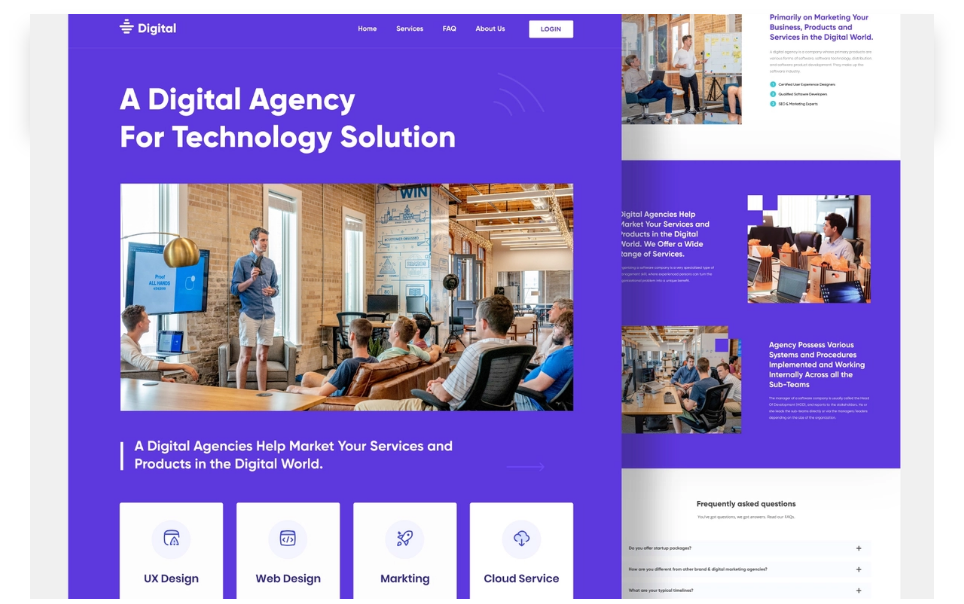 Digital
Home
Services
FAQ
About Us
LOGIN
A Digital Agency
For Technology Solution
WIN
A Digital Agencies Help Market Your Services and
Products in the Digital World.
UX Design
Web Design
Markting
Cloud Service
Primarily on Marketing Your
Business, Products and
Services in the Digital World.
Certified User Experience Designers
Qualified Software Developers
SEO & Marketing Experts
Digital Agencies Help
Market Your Services and
Products in the Digital
World. We Offer a Wide
Range of Services.
Agency Possess Various
Systems and Procedures
Implemented and Working
Internally Across all the
Sub-Teams
Frequently asked questions
You've got questions, we got answers. Read our FAQs.
Do you offer startup packages?
How are you different from other brand & digital marketing agencies?
What are your typical timelines?